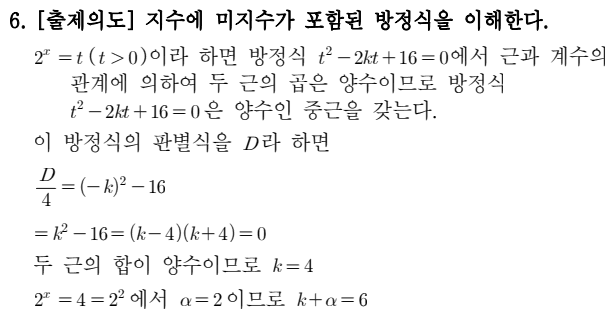 6. [출제의도] 지수에 미지수가 포함된 방정식을 이해한다.
2^x = t (t > 0)이라 하면 방정식 t² − 2kt + 16 = 0에서 근과 계수의
관계에 의하여 두 근의 곱은 양수이므로 방정식
t² − 2kt + 16 = 0 은 양수인 중근을 갖는다.
이 방정식의 판별식을 D라 하면
D/4 = (−k)² − 16
= k² − 16 = (k − 4)(k + 4) = 0
두 근의 합이 양수이므로 k = 4
2^x = 4 = 2² 에서 α = 2 이므로 k + α = 6